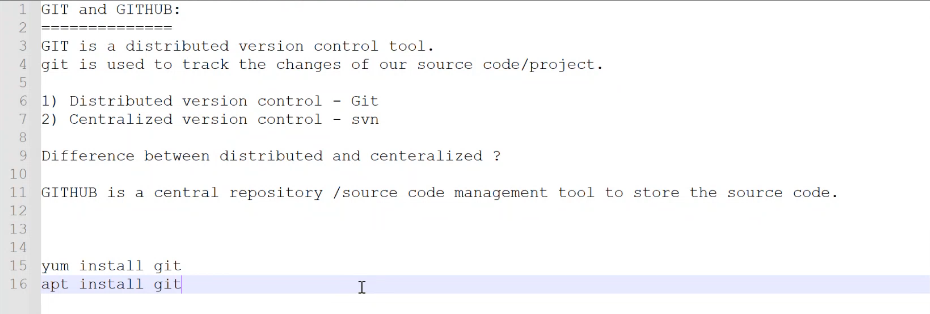 1 GIT and GITHUB:
2 ==============
3 GIT is a distributed version control tool.
4 git is used to track the changes of our source code/project.
5
6 1) Distributed version control - Git
7 2) Centralized version control - svn
8
9 Difference between distributed and centeralized ?
10
11 GITHUB is a central repository /source code management tool to store the source code.
12
13
14
15 yum install git
16 apt install git